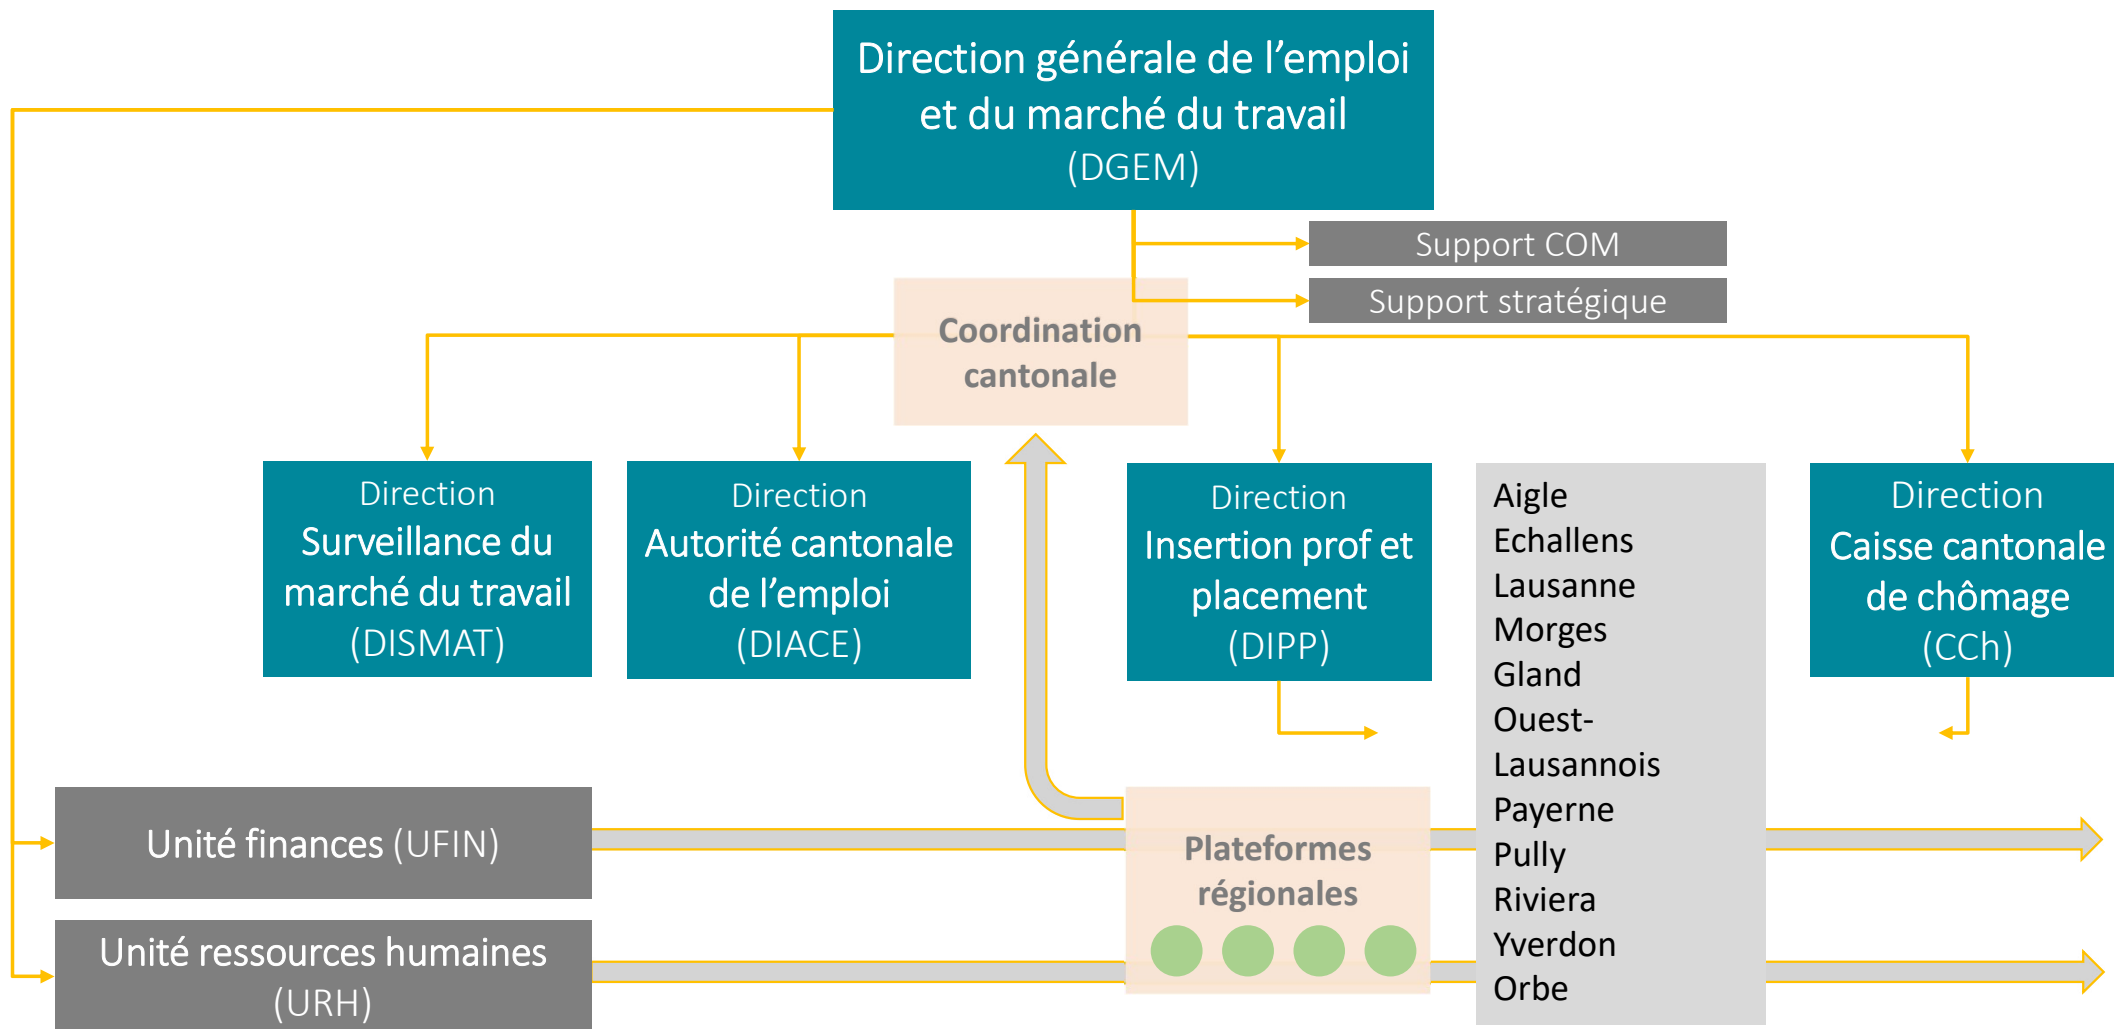 Direction générale de l’emploi
et du marché du travail
(DGEM)
Support COM
Support stratégique
Coordination
cantonale
Direction
Surveillance du
marché du travail
(DISMAT)
Direction
Autorité cantonale
de l’emploi
(DIACE)
Direction
Insertion prof et
placement
(DIPP)
Aigle
Echallens
Lausanne
Morges
Gland
Ouest-
Lausannois
Payerne
Pully
Riviera
Yverdon
Orbe
Direction
Caisse cantonale
de chômage
(CCh)
Unité finances (UFIN)
Plateformes
régionales
Unité ressources humaines
(URH)